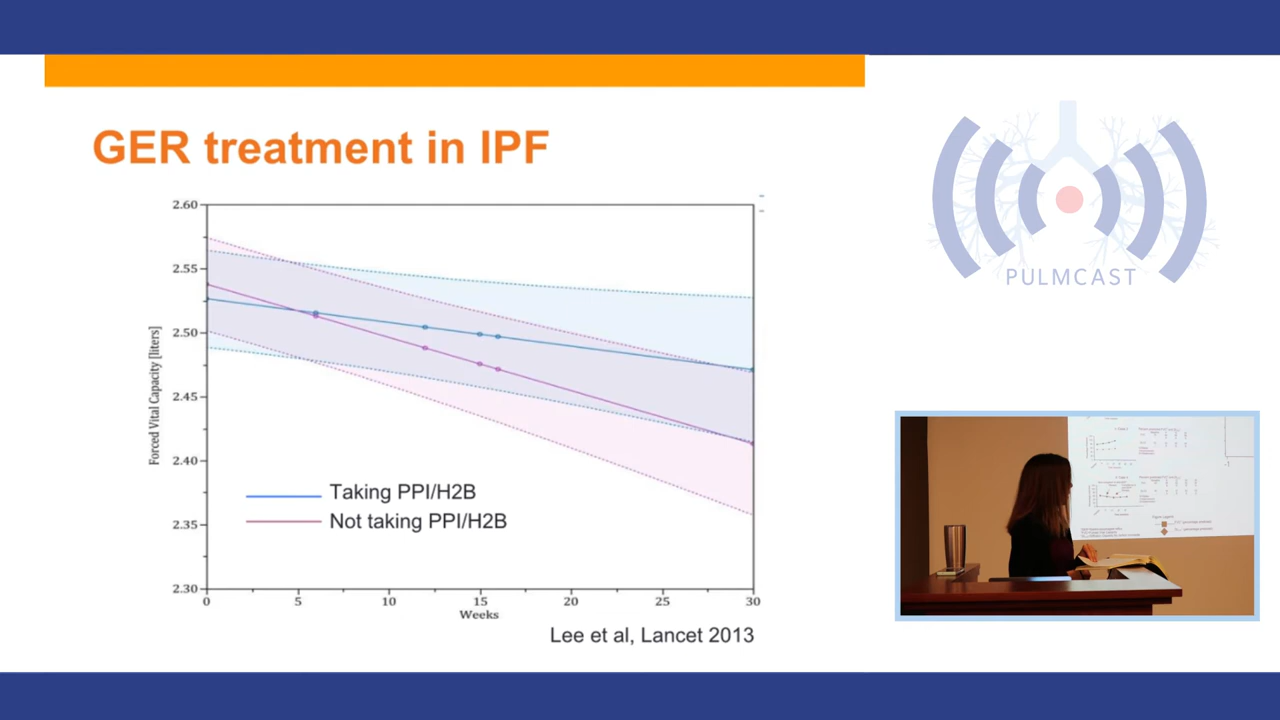 GER treatment in IPF
2.60
2.55
2.50
2.45
2.40
2.35
2.30
Forced Vital Capacity [liters]
Taking PPI/H2B
Not taking PPI/H2B
0 5 10 15 20 25 30
Weeks
Lee et al, Lancet 2013
PULMCAST